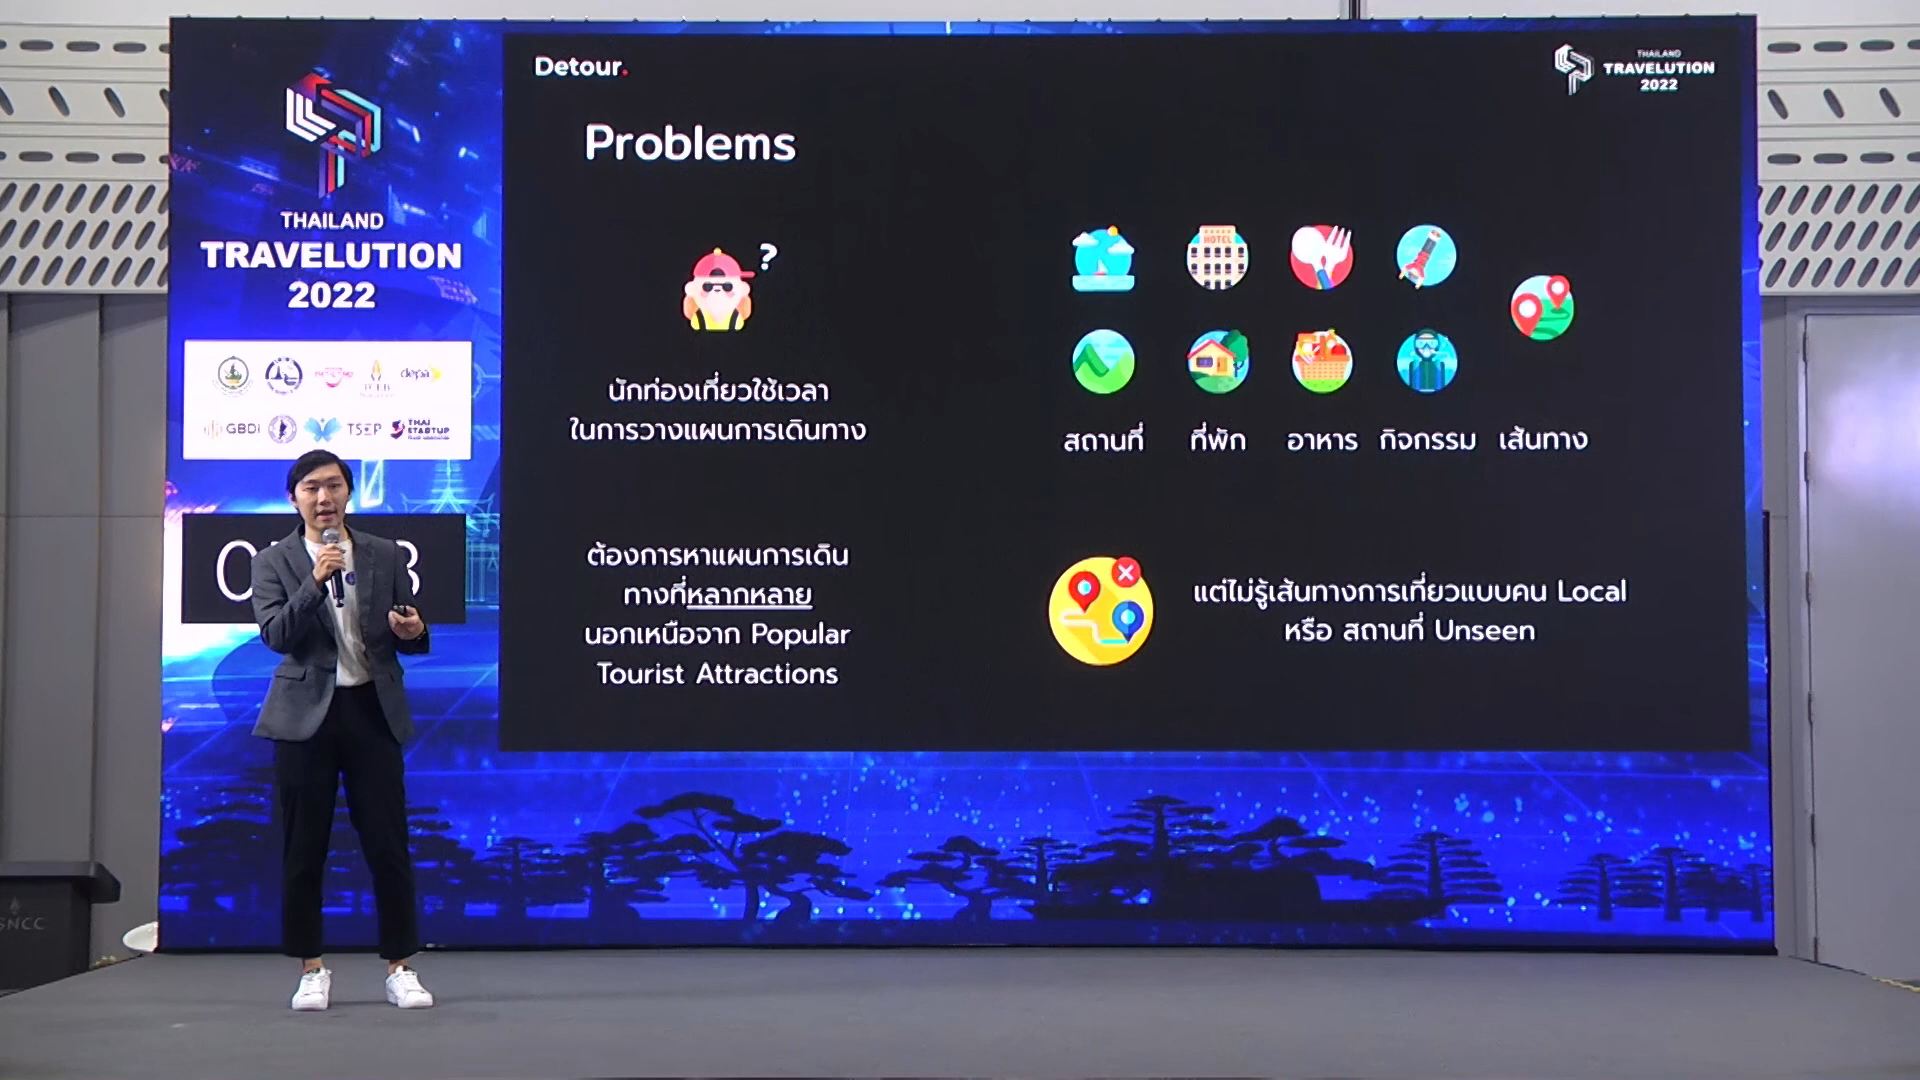 THAILAND
TRAVELUTION
2022
depa
GBDI
TSEP
THAI
STARTUP
Detour.
THAILAND
TRAVELUTION
2022
Problems
?
HOTEL
นักท่องเที่ยวใช้เวลา
ในการวางแผนการเดินทาง
สถานที่
ที่พัก
อาหาร
กิจกรรม
เส้นทาง
ต้องการหาแผนการเดิน
ทางที่หลากหลาย
นอกเหนือจาก Popular
Tourist Attractions
แต่ไม่รู้เส้นทางการเที่ยวแบบคน Local
หรือ สถานที่ Unseen